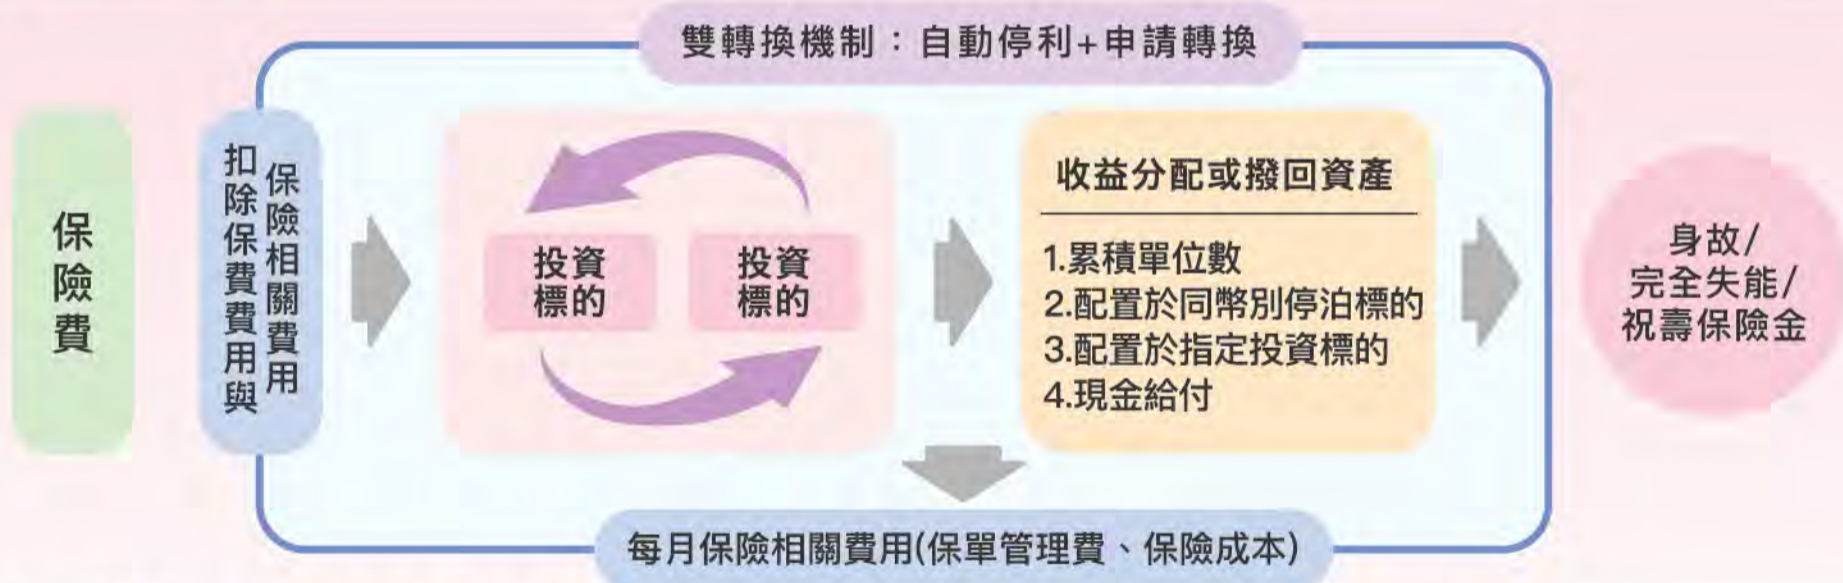 雙轉換機制：自動停利+申請轉換
保險費
扣除保費費用與
保險相關費用
投資
標的
投資
標的
收益分配或撥回資產
1.累積單位數
2.配置於同幣別停泊標的
3.配置於指定投資標的
4.現金給付
身故/
完全失能/
祝壽保險金
每月保險相關費用(保單管理費、保險成本)